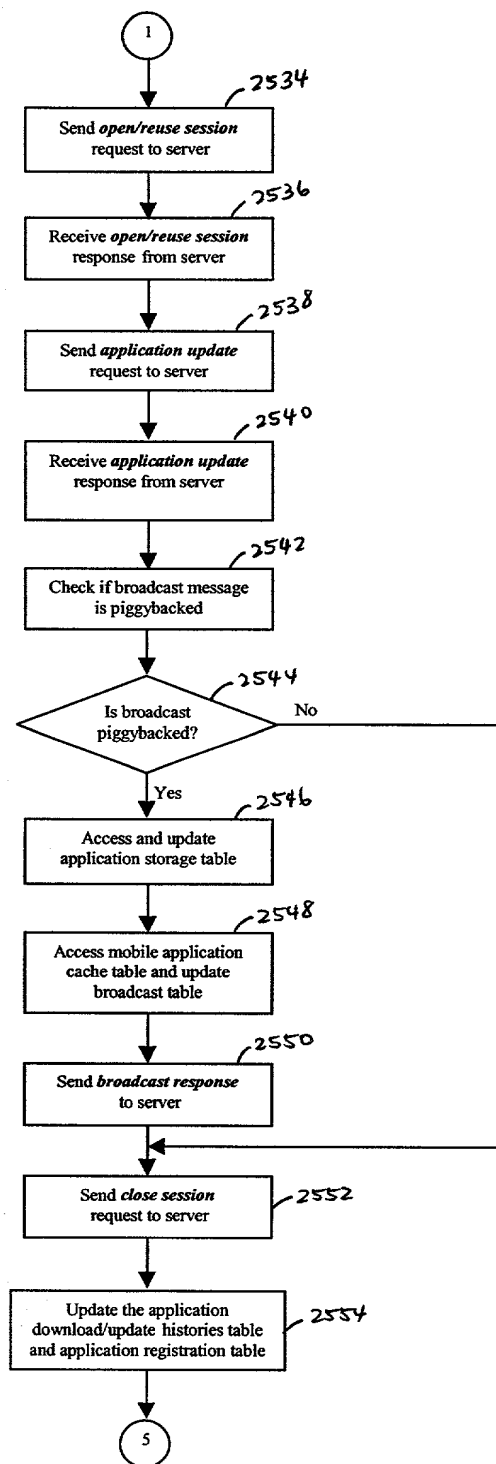 1
2534
Send open/reuse session
request to server
2536
Receive open/reuse session
response from server
2538
Send application update
request to server
2540
Receive application update
response from server
2542
Check if broadcast message
is piggybacked
2544
Is broadcast
piggybacked?
No
Yes
2546
Access and update
application storage table
2548
Access mobile application
cache table and update
broadcast table
2550
Send broadcast response
to server
Send close session
request to server
2552
Update the application
download/update histories table
and application registration table
2554
5